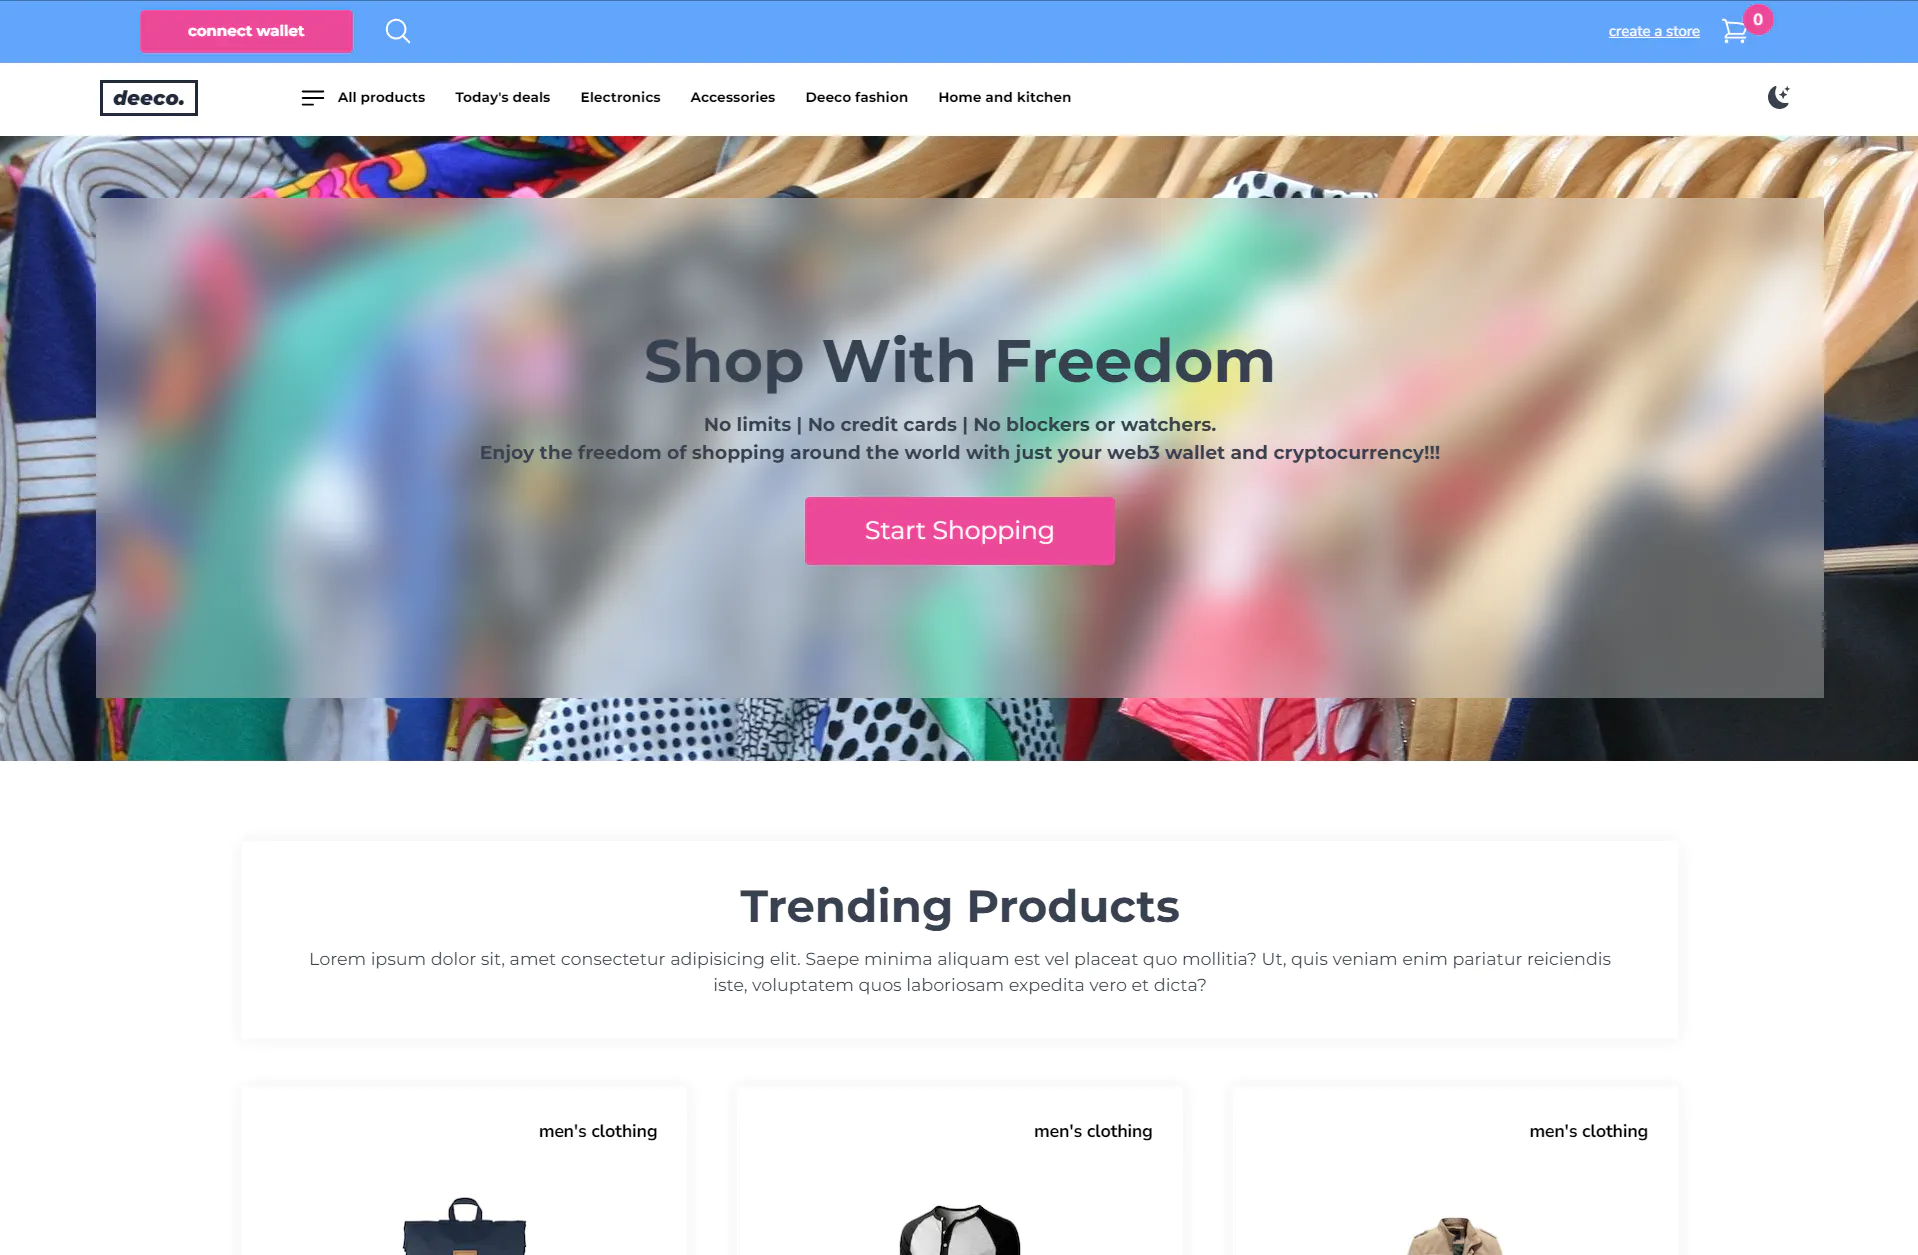 connect wallet
create a store
0
deeco.
All products
Today's deals
Electronics
Accessories
Deeco fashion
Home and kitchen
Shop With Freedom
No limits | No credit cards | No blockers or watchers.
Enjoy the freedom of shopping around the world with just your web3 wallet and cryptocurrency!!!
Start Shopping
Trending Products
Lorem ipsum dolor sit, amet consectetur adipisicing elit. Saepe minima aliquam est vel placeat quo mollitia? Ut, quis veniam enim pariatur reiciendis
iste, voluptatem quos laboriosam expedita vero et dicta?
men's clothing
men's clothing
men's clothing